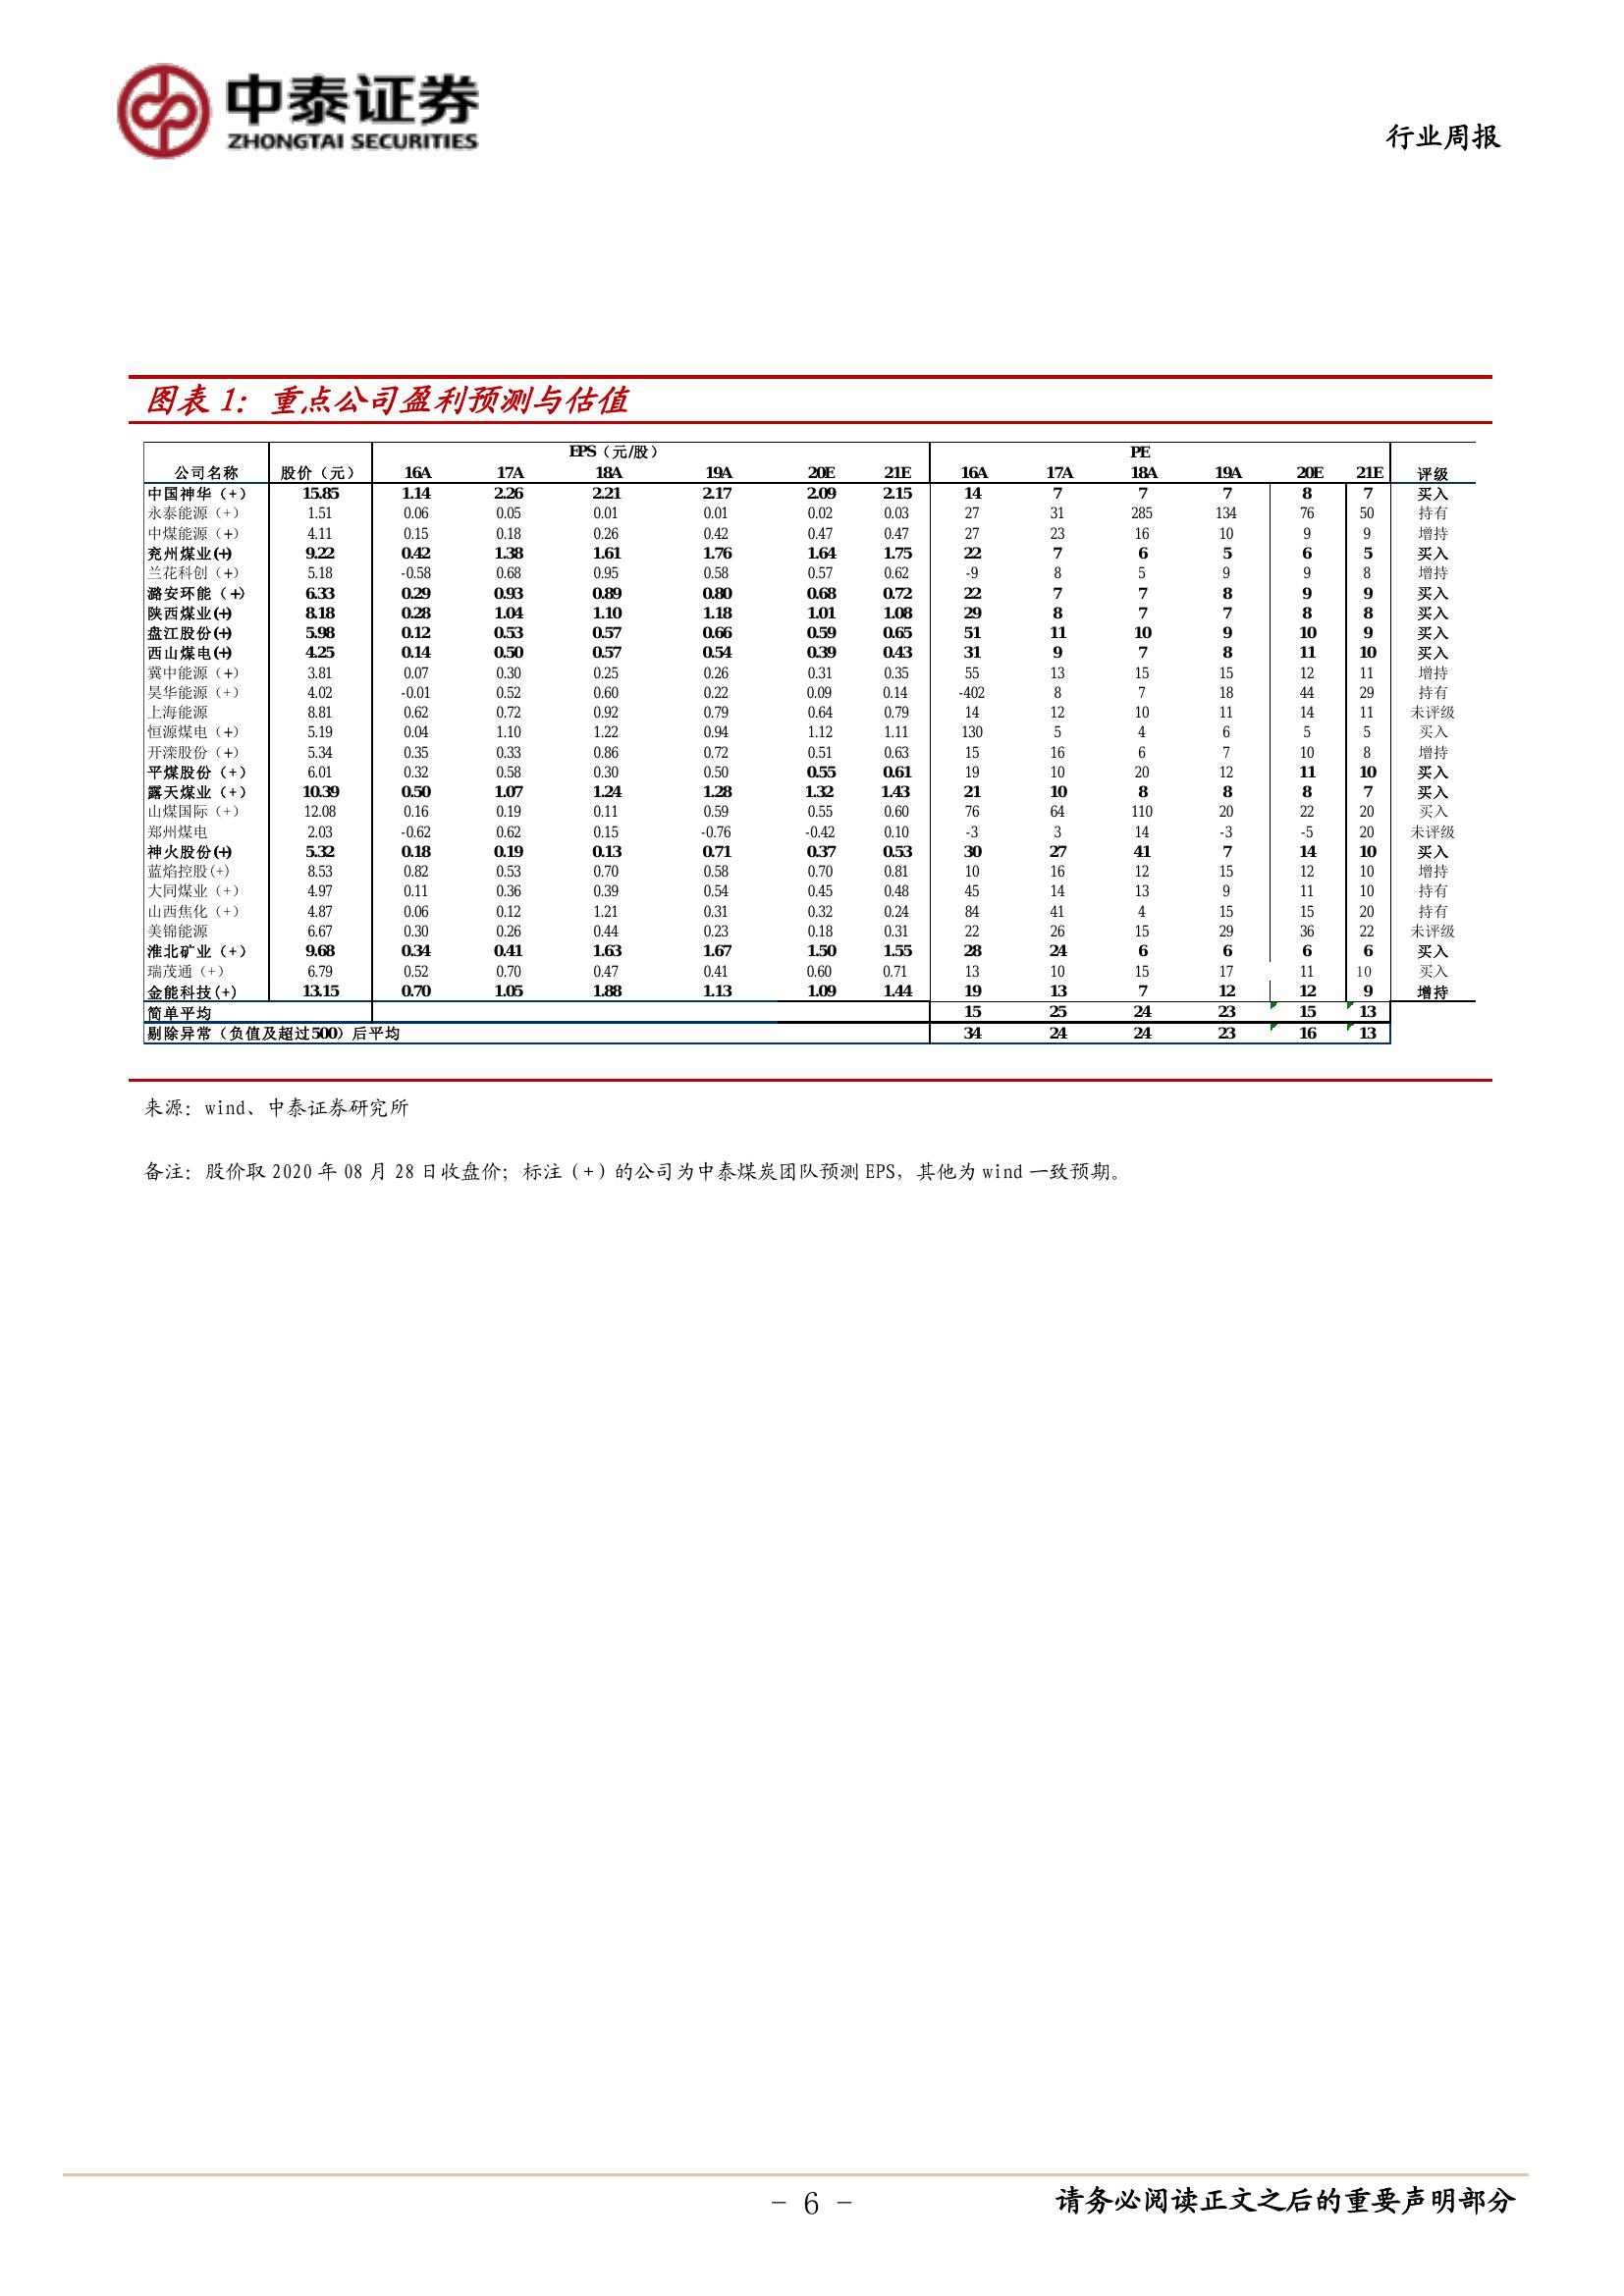 中泰证券
ZHONGTAI SECURITIES
行业周报
图表 1：重点公司盈利预测与估值
EPS（元/股） PE
公司名称 股价（元） 16A 17A 18A 19A 20E 21E 16A 17A 18A 19A 20E 21E 评级
中国神华（+） 15.85 1.14 2.26 2.21 2.17 2.09 2.15 14 7 7 7 8 7 买入
永泰能源（+） 1.51 0.06 0.05 0.01 0.01 0.02 0.03 27 31 285 134 76 50 持有
中煤能源（+） 4.11 0.15 0.18 0.26 0.42 0.47 0.47 27 23 16 10 9 9 增持
兖州煤业(+) 9.22 0.42 1.38 1.61 1.76 1.64 1.75 22 7 6 5 6 5 买入
兰花科创（+） 5.18 -0.58 0.68 0.95 0.58 0.57 0.62 -9 8 5 9 9 8 增持
潞安环能（+） 6.33 0.29 0.93 0.89 0.80 0.68 0.72 22 7 7 8 9 9 买入
陕西煤业(+) 8.18 0.28 1.04 1.10 1.18 1.01 1.08 29 8 7 7 8 8 买入
盘江股份(+) 5.98 0.12 0.53 0.57 0.66 0.59 0.65 51 11 10 9 10 9 买入
西山煤电(+) 4.25 0.14 0.50 0.57 0.54 0.39 0.43 31 9 7 8 11 10 买入
冀中能源（+） 3.81 0.07 0.30 0.25 0.26 0.31 0.35 55 13 15 15 12 11 增持
昊华能源（+） 4.02 -0.01 0.52 0.60 0.22 0.09 0.14 -402 8 7 18 44 29 持有
上海能源 8.81 0.62 0.72 0.92 0.79 0.64 0.79 14 12 10 11 14 11 未评级
恒源煤电（+） 5.19 0.04 1.10 1.22 0.94 1.12 1.11 130 5 4 6 5 5 买入
开滦股份（+） 5.34 0.35 0.33 0.86 0.72 0.51 0.63 15 16 6 7 10 8 增持
平煤股份（+） 6.01 0.32 0.58 0.30 0.50 0.55 0.61 19 10 20 12 11 10 买入
露天煤业（+） 10.39 0.50 1.07 1.24 1.28 1.32 1.43 21 10 8 8 8 7 买入
山煤国际（+） 12.08 0.16 0.19 0.11 0.59 0.55 0.60 76 64 110 20 22 20 买入
郑州煤电 2.03 -0.62 0.62 0.15 -0.76 -0.42 0.10 -3 3 14 -3 -5 20 未评级
神火股份(+) 5.32 0.18 0.19 0.13 0.71 0.37 0.53 30 27 41 7 14 10 买入
蓝焰控股(+) 8.53 0.82 0.53 0.70 0.58 0.70 0.81 10 16 12 15 12 10 增持
大同煤业（+） 4.97 0.11 0.36 0.39 0.54 0.45 0.48 45 14 13 9 11 10 持有
山西焦化（+） 4.87 0.06 0.12 1.21 0.31 0.32 0.24 84 41 4 15 15 20 持有
美锦能源 6.67 0.30 0.26 0.44 0.23 0.18 0.31 22 26 15 29 36 22 未评级
淮北矿业（+） 9.68 0.34 0.41 1.63 1.67 1.50 1.55 28 24 6 6 6 6 买入
瑞茂通（+） 6.79 0.52 0.70 0.47 0.41 0.60 0.71 13 10 15 17 11 10 买入
金能科技(+) 13.15 0.70 1.05 1.88 1.13 1.09 1.44 19 13 7 12 12 9 增持
简单平均 15 25 24 23 15 13
剔除异常（负值及超过500）后平均 34 24 24 23 16 13
来源：wind、中泰证券研究所
备注：股价取 2020 年 08 月 28 日收盘价；标注（+）的公司为中泰煤炭团队预测 EPS，其他为 wind 一致预期。
- 6 -
请务必阅读正文之后的重要声明部分